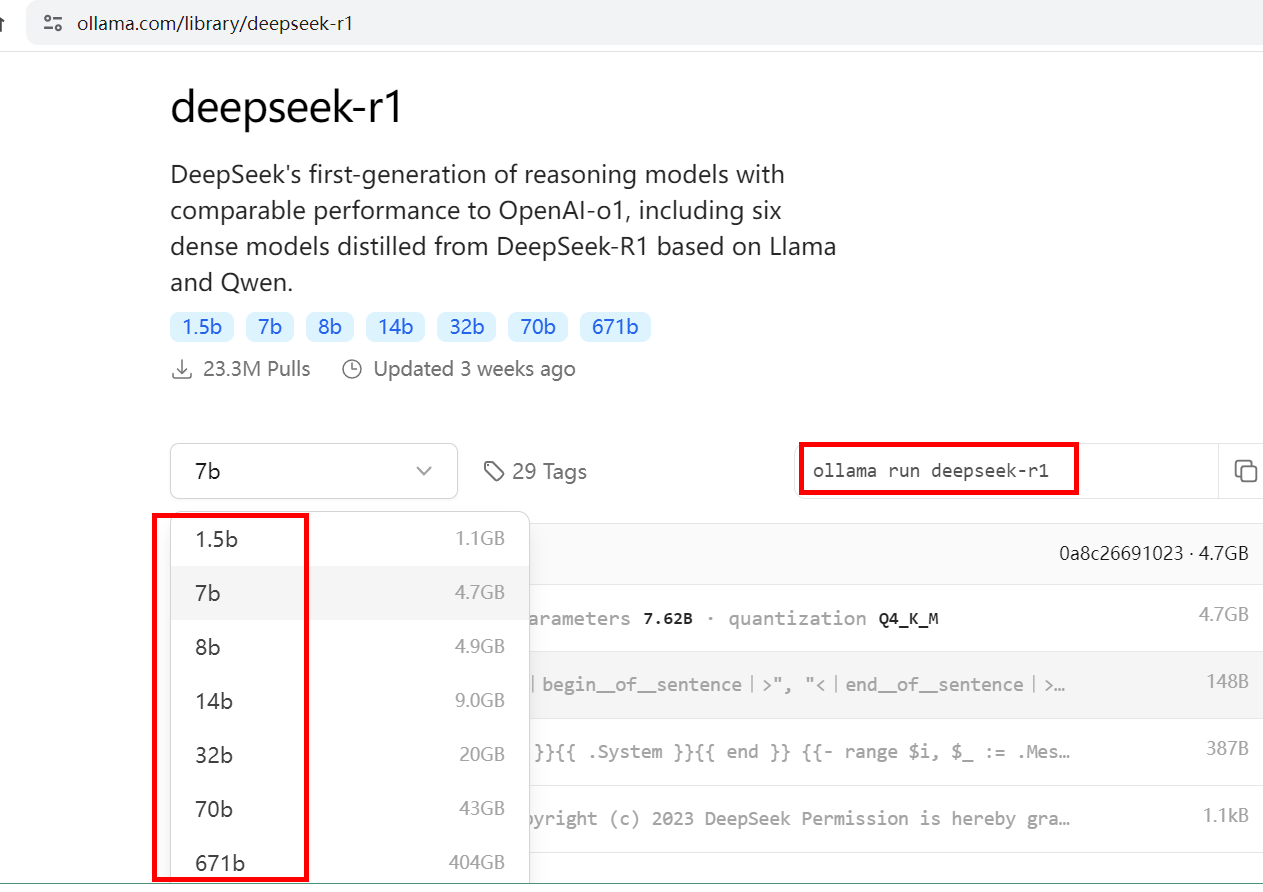 ollama.com/library/deepseek-r1
deepseek-r1
DeepSeek's first-generation of reasoning models with
comparable performance to OpenAI-o1, including six
dense models distilled from DeepSeek-R1 based on Llama
and Qwen.
1.5b 7b 8b 14b 32b 70b 671b
23.3M Pulls Updated 3 weeks ago
7b 29 Tags ollama run deepseek-r1
1.5b 1.1GB
0a8c26691023 · 4.7GB
7b 4.7GB
arameters 7.62B · quantization Q4_K_M 4.7GB
8b 4.9GB
|begin__of__sentence|>", "<|end__of__sentence|>… 148B
14b 9.0GB
32b 20GB
}}{{ .System }}{{ end }} {{- range $i, $_ := .Mes… 387B
70b 43GB
pyright (c) 2023 DeepSeek Permission is hereby gra… 1.1kB
671b 404GB